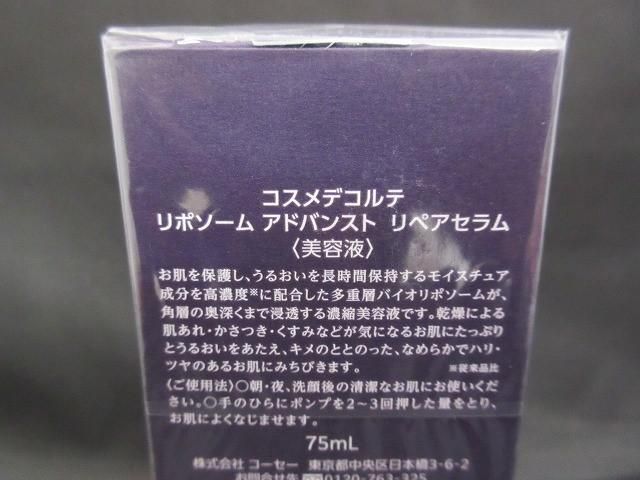 コスメデコルテ
リポソーム アドバンスト リペアセラム
〈美容液〉
お肌を保護し、うるおいを長時間保持するモイスチュア
成分を高濃度※に配合した多重層バイオリポソームが、
角層の奥深くまで浸透する濃縮美容液です。乾燥による
肌あれ・かさつき・くすみなどが気になるお肌にたっぷり
とうるおいをあたえ、キメのととのった、なめらかでハリ・
ツヤのあるお肌にみちびきます。 ※従来品比
〈ご使用法〉○朝・夜、洗顔後の清潔なお肌にお使いくだ
さい。○手のひらにポンプを2～3回押した量をとり、
お肌によくなじませます。
75mL
株式会社 コーセー 東京都中央区日本橋3-6-2
お問合せ先 0120-763-325